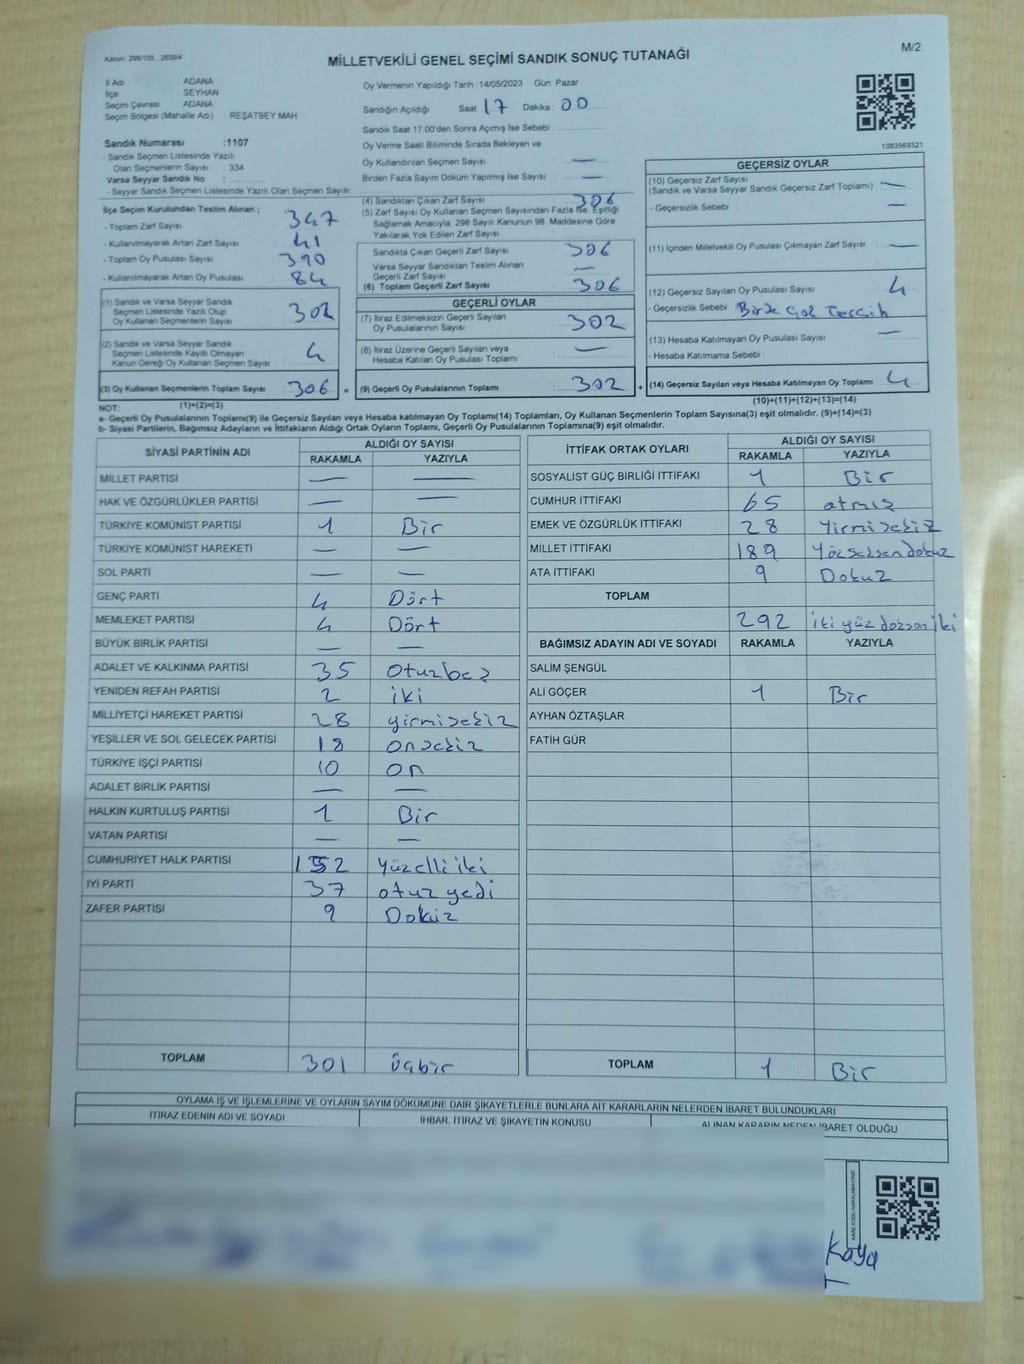 Kanun: 298/105 , 2839/4
MİLLETVEKİLİ GENEL SEÇİMİ SANDIK SONUÇ TUTANAĞI
M/2
İl Adı : ADANA
İlçe : SEYHAN
Seçim Çevresi : ADANA
Seçim Bölgesi (Mahalle Adı) : REŞATBEY MAH.
Oy Vermenin Yapıldığı Tarih : 14/05/2023 Gün: Pazar
Sandığın Açıldığı Saat : 17 Dakika : 00
Sandık Saat 17.00'den Sonra Açılmış İse Sebebi :
Sandık Numarası :1107
- Sandık Seçmen Listesinde Yazılı
Olan Seçmenlerin Sayısı : 334
Varsa Seyyar Sandık No :
- Seyyar Sandık Seçmen Listesinde Yazılı Olan Seçmen Sayısı:
Oy Verme Saati Bitiminde Sırada Bekleyen ve
Oy Kullandırılan Seçmen Sayısı : —
Birden Fazla Sayım Döküm Yapılmış İse Sayısı : —
1083569321
İlçe Seçim Kurulundan Teslim Alınan ;
- Toplam Zarf Sayısı : 347
- Kullanılmayarak Artan Zarf Sayısı : 41
- Toplam Oy Pusulası Sayısı : 390
- Kullanılmayarak Artan Oy Pusulası : 84
(1) Sandık ve Varsa Seyyar Sandık
Seçmen Listesinde Yazılı Olup
Oy Kullanan Seçmenlerin Sayısı : 302
(2) Sandık ve Varsa Seyyar Sandık
Seçmen Listesinde Kayıtlı Olmayan
Kanun Gereği Oy Kullanan Seçmen Sayısı : 4
(3) Oy Kullanan Seçmenlerin Toplam Sayısı : 306 =
(1)+(2)=(3)
(4) Sandıktan Çıkan Zarf Sayısı : 306
(5) Zarf Sayısı Oy Kullanan Seçmen Sayısından Fazla İse, Eşitliği
Sağlamak Amacıyla, 298 Sayılı Kanunun 98. Maddesine Göre
Yakılarak Yok Edilen Zarf Sayısı :
Sandıkta Çıkan Geçerli Zarf Sayısı : 306
Varsa Seyyar Sandıktan Teslim Alınan
Geçerli Zarf Sayısı : —
(6) Toplam Geçerli Zarf Sayısı : 306
GEÇERLİ OYLAR
(7) İtiraz Edilmeksizin Geçerli Sayılan
Oy Pusulalarının Sayısı : 302
(8) İtiraz Üzerine Geçerli Sayılan veya
Hesaba Katılan Oy Pusulası Toplamı : —
(9) Geçerli Oy Pusulalarının Toplamı : 302 +
GEÇERSİZ OYLAR
(10) Geçersiz Zarf Sayısı
(Sandık ve Varsa Seyyar Sandık Geçersiz Zarf Toplamı) : —
- Geçersizlik Sebebi : —
(11) İçinden Milletvekili Oy Pusulası Çıkmayan Zarf Sayısı : —
(12) Geçersiz Sayılan Oy Pusulası Sayısı : 4
- Geçersizlik Sebebi : Birde Çok Tercih
(13) Hesaba Katılmayan Oy Pusulası Sayısı : —
- Hesaba Katılmama Sebebi :
(14) Geçersiz Sayılan veya Hesaba Katılmayan Oy Toplamı : 4
(10)+(11)+(12)+(13)=(14)
NOT:
a- Geçerli Oy Pusulalarının Toplamı(9) ile Geçersiz Sayılan veya Hesaba katılmayan Oy Toplamı(14) Toplamları, Oy Kullanan Seçmenlerin Toplam Sayısına(3) eşit olmalıdır. (9)+(14)=(3)
b- Siyasi Partilerin, Bağımsız Adayların ve İttifakların Aldığı Ortak Oyların Toplamı, Geçerli Oy Pusulalarının Toplamına(9) eşit olmalıdır.
SİYASİ PARTİNİN ADI ALDIĞI OY SAYISI
RAKAMLA YAZIYLA
MİLLET PARTİSİ — —
HAK VE ÖZGÜRLÜKLER PARTİSİ — —
TÜRKİYE KOMÜNİST PARTİSİ 1 Bir
TÜRKİYE KOMÜNİST HAREKETİ — —
SOL PARTİ — —
GENÇ PARTİ 4 Dört
MEMLEKET PARTİSİ 4 Dört
BÜYÜK BİRLİK PARTİSİ — —
ADALET VE KALKINMA PARTİSİ 35 Oturbeş
YENİDEN REFAH PARTİSİ 2 iki
MİLLİYETÇİ HAREKET PARTİSİ 28 yirmisekiz
YEŞİLLER VE SOL GELECEK PARTİSİ 18 onsekiz
TÜRKİYE İŞÇİ PARTİSİ 10 on
ADALET BİRLİK PARTİSİ — —
HALKIN KURTULUŞ PARTİSİ 1 Bir
VATAN PARTİSİ — —
CUMHURİYET HALK PARTİSİ 152 Yüzelliiki
İYİ PARTİ 37 otuz yedi
ZAFER PARTİSİ 9 Dokuz
TOPLAM 301 üçbir
İTTİFAK ORTAK OYLARI ALDIĞI OY SAYISI
RAKAMLA YAZIYLA
SOSYALİST GÜÇ BİRLİĞİ İTTİFAKI 1 Bir
CUMHUR İTTİFAKI 65 atmış
EMEK VE ÖZGÜRLÜK İTTİFAKI 28 Yirmisekiz
MİLLET İTTİFAKI 189 Yözseksendokuz
ATA İTTİFAKI 9 Dokuz
TOPLAM
292 iki yüz doksan iki
BAĞIMSIZ ADAYIN ADI VE SOYADI RAKAMLA YAZIYLA
SALİM ŞENGÜL
ALİ GÖÇER 1 Bir
AYHAN ÖZTAŞLAR
FATİH GÜR
TOPLAM 1 Bir
OYLAMA İŞ VE İŞLEMLERİNE VE OYLARIN SAYIM DÖKÜMÜNE DAİR ŞİKAYETLERLE BUNLARA AİT KARARLARIN NELERDEN İBARET BULUNDUKLARI
İTİRAZ EDENİN ADI VE SOYADI İHBAR, İTİRAZ VE ŞİKAYETİN KONUSU ALINAN KARARIN NEDEN İBARET OLDUĞU
Kaya